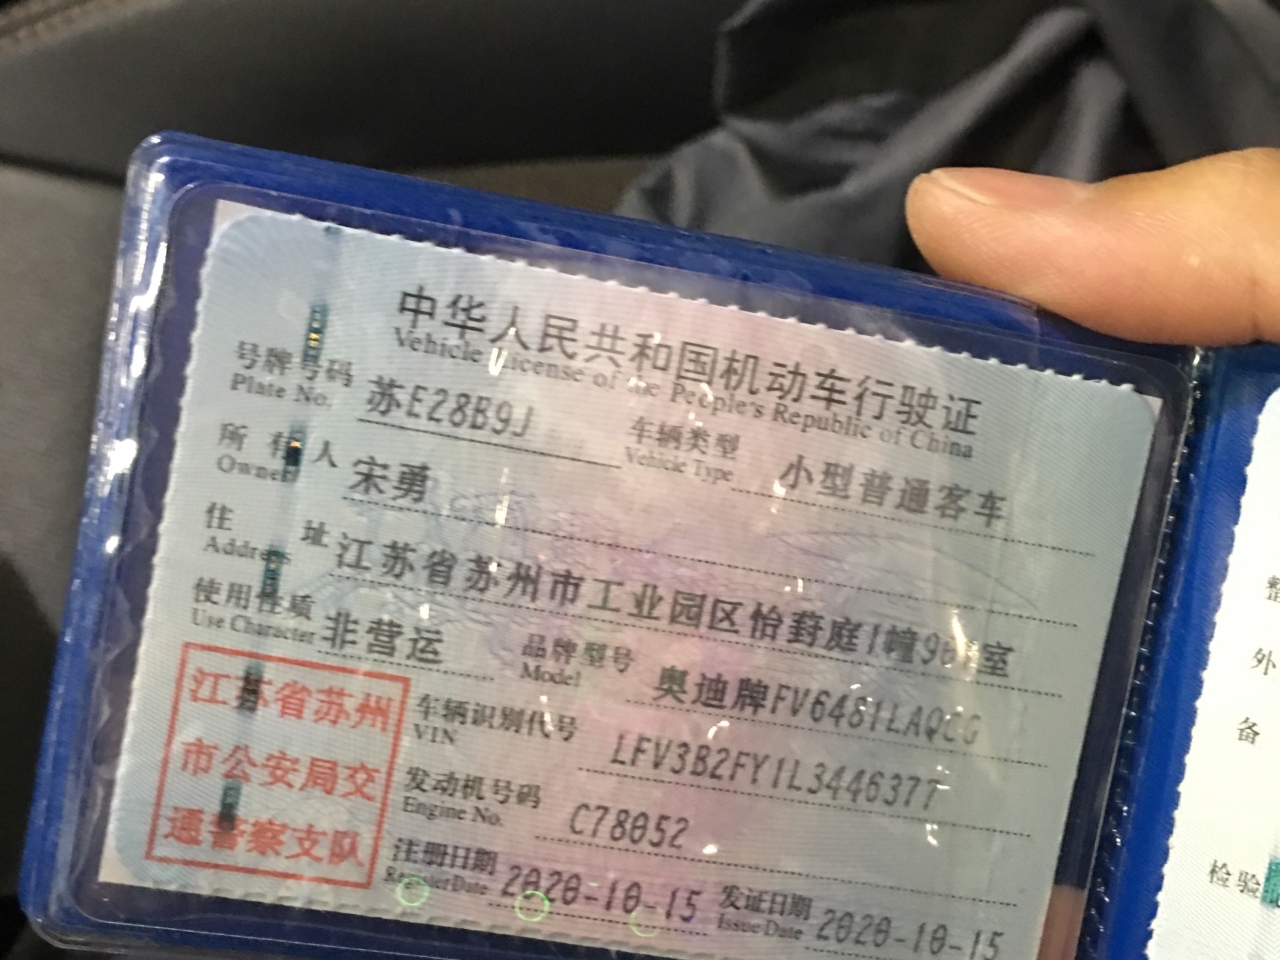 中华人民共和国机动车行驶证
Vehicle License of the People's Republic of China
号牌号码 苏E28B9J 车辆类型 小型普通客车
Plate No. Vehicle Type
所有人 宋勇
Owner
住址 江苏省苏州市工业园区怡葑庭1幢 室
Address
使用性质 非营运 品牌型号 奥迪牌FV6481LAQCG
Use Character Model
江苏省苏州
市公安局交
通警察支队
车辆识别代号 LFV3B2FY1L3446377
VIN
发动机号码 C78052
Engine No.
注册日期 2020-10-15 发证日期 2020-10-15
Register Date Issue Date
整
外
备
检验